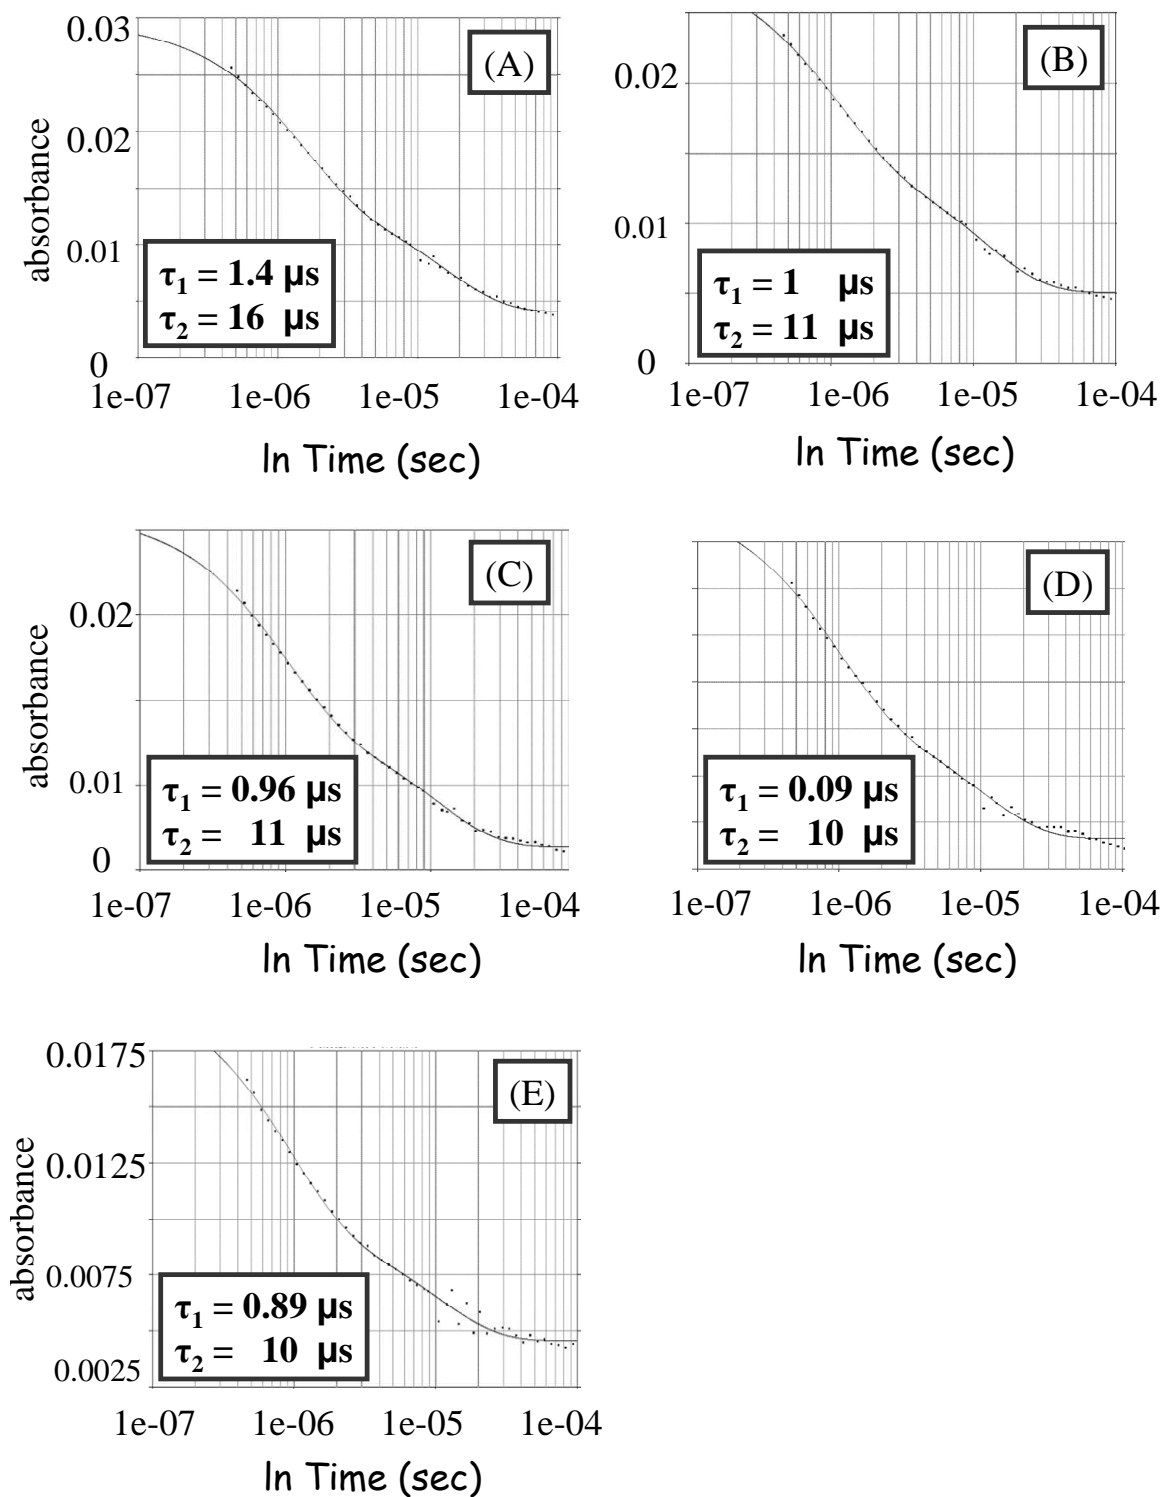 0.03
(A)
0.02
absorbance
0.01
τ1 = 1.4 μs
τ2 = 16 μs
0
1e-07 1e-06 1e-05 1e-04
ln Time (sec)
(B)
0.02
0.01
τ1 = 1 μs
τ2 = 11 μs
0
1e-07 1e-06 1e-05 1e-04
ln Time (sec)
(C)
0.02
absorbance
0.01
τ1 = 0.96 μs
τ2 = 11 μs
0
1e-07 1e-06 1e-05 1e-04
ln Time (sec)
(D)
τ1 = 0.09 μs
τ2 = 10 μs
1e-07 1e-06 1e-05 1e-04
ln Time (sec)
0.0175
(E)
0.0125
absorbance
0.0075
τ1 = 0.89 μs
τ2 = 10 μs
0.0025
1e-07 1e-06 1e-05 1e-04
ln Time (sec)